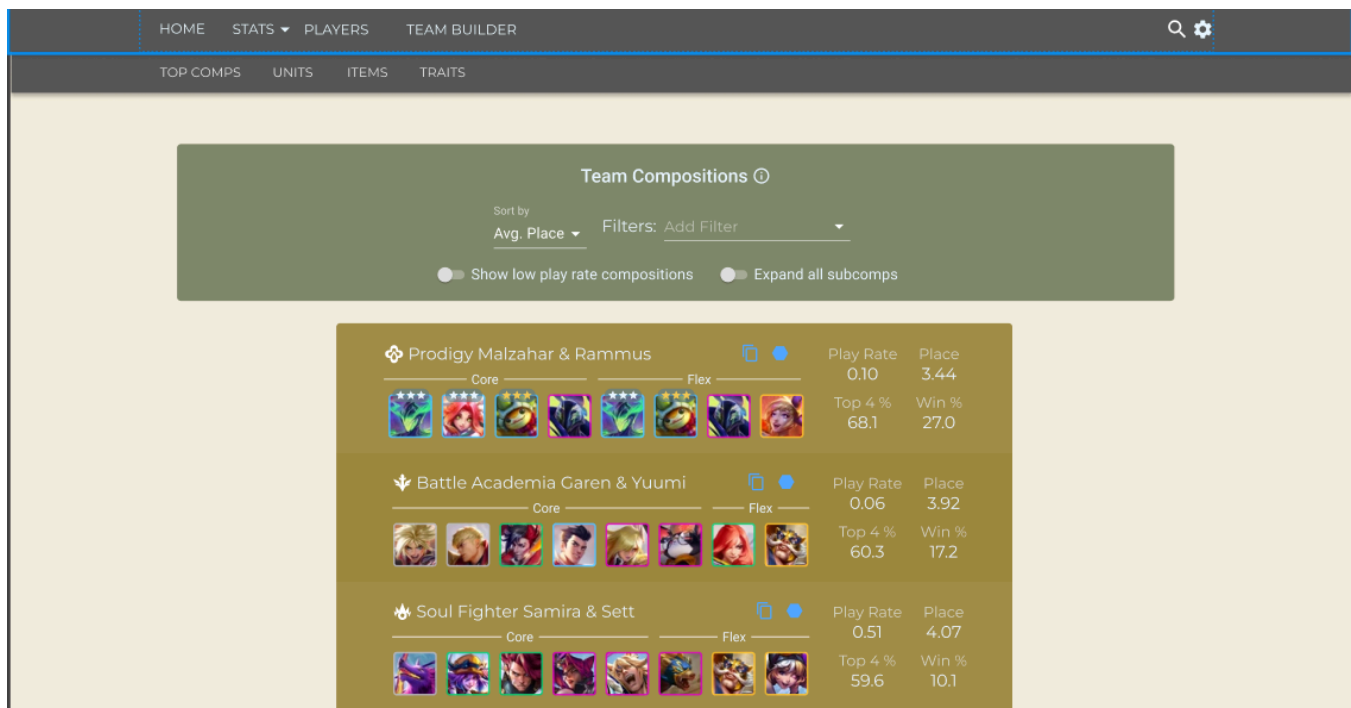 HOME STATS PLAYERS TEAM BUILDER
TOP COMPS UNITS ITEMS TRAITS
Team Compositions
Sort by
Avg. Place
Filters: Add Filter
Show low play rate compositions Expand all subcomps
Prodigy Malzahar & Rammus
Core Flex
Play Rate Place
0.10 3.44
Top 4 % Win %
68.1 27.0
Battle Academia Garen & Yuumi
Core Flex
Play Rate Place
0.06 3.92
Top 4 % Win %
60.3 17.2
Soul Fighter Samira & Sett
Core Flex
Play Rate Place
0.51 4.07
Top 4 % Win %
59.6 10.1